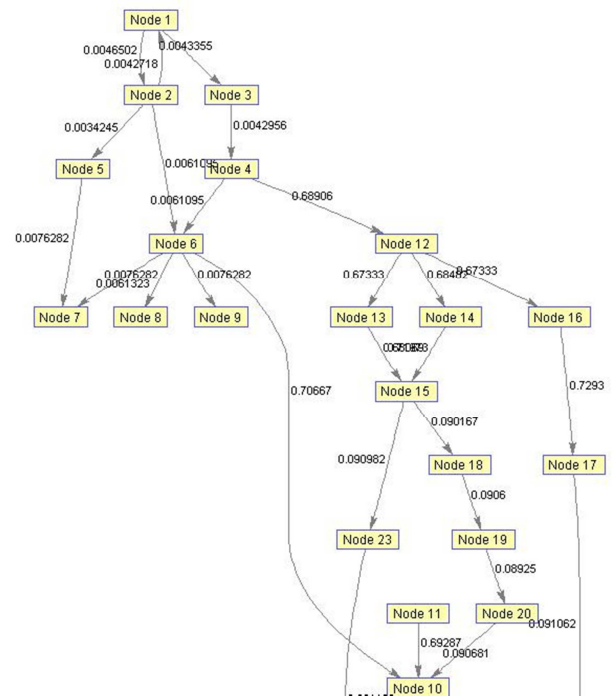 Node 1
0.0046502
0.0043355
0.0042718
Node 2
Node 3
0.0034245
0.0042956
Node 5
0.0061095
Node 4
0.0061095
0.68906
0.0076282
Node 6
Node 12
0.0076282
0.0076282
0.0061323
0.67333
0.68482
0.67333
Node 7
Node 8
Node 9
Node 13
Node 14
Node 16
0.70667
0.7293
Node 15
0.090167
0.090982
Node 18
Node 17
0.0906
Node 23
Node 19
0.08925
Node 11
Node 20
0.091062
0.69287
0.090681
Node 10